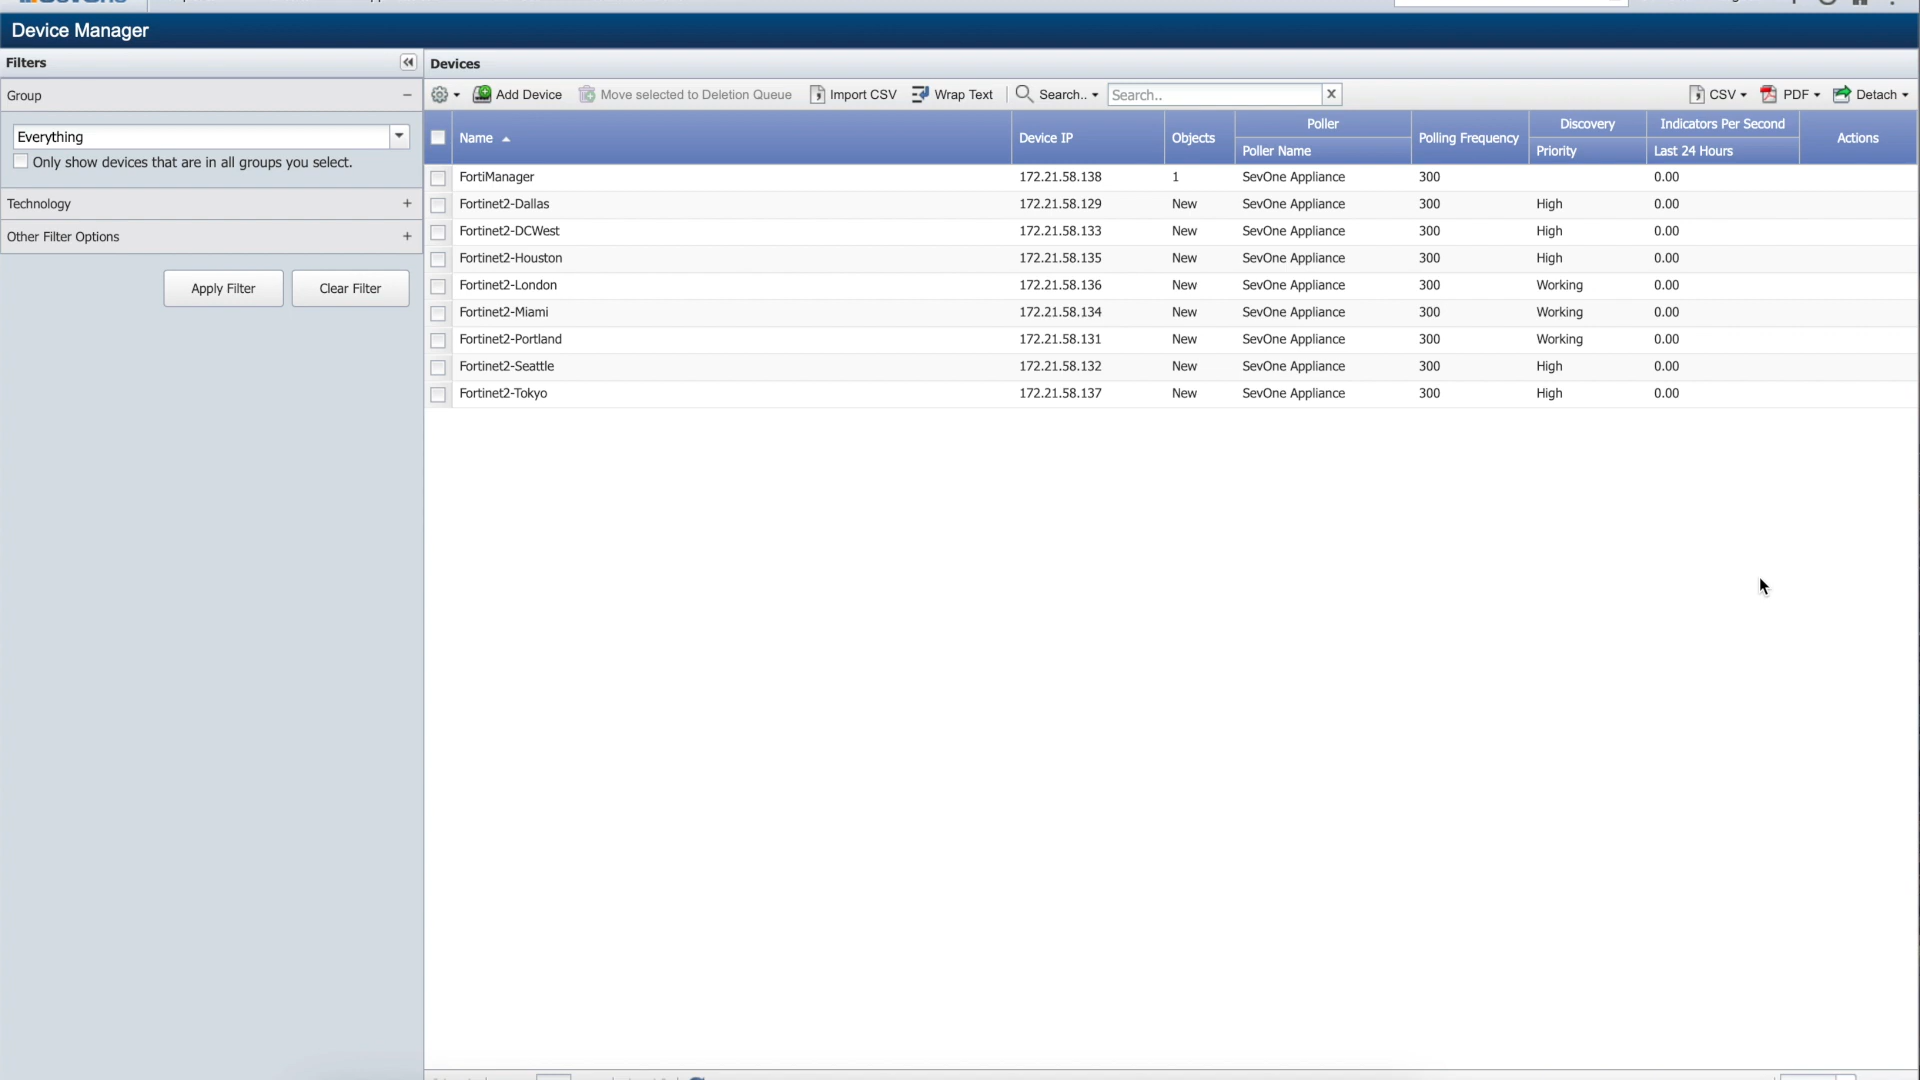 Device Manager
Filters
Devices
Group
Add Device Move selected to Deletion Queue Import CSV Wrap Text Search.. Search.. X CSV PDF Detach
Everything
Only show devices that are in all groups you select.
Technology
Other Filter Options
Apply Filter Clear Filter
Name Device IP Objects Poller Polling Frequency Discovery Indicators Per Second Actions
Poller Name Priority Last 24 Hours
FortiManager 172.21.58.138 1 SevOne Appliance 300 0.00
Fortinet2-Dallas 172.21.58.129 New SevOne Appliance 300 High 0.00
Fortinet2-DCWest 172.21.58.133 New SevOne Appliance 300 High 0.00
Fortinet2-Houston 172.21.58.135 New SevOne Appliance 300 High 0.00
Fortinet2-London 172.21.58.136 New SevOne Appliance 300 Working 0.00
Fortinet2-Miami 172.21.58.134 New SevOne Appliance 300 Working 0.00
Fortinet2-Portland 172.21.58.131 New SevOne Appliance 300 Working 0.00
Fortinet2-Seattle 172.21.58.132 New SevOne Appliance 300 High 0.00
Fortinet2-Tokyo 172.21.58.137 New SevOne Appliance 300 High 0.00